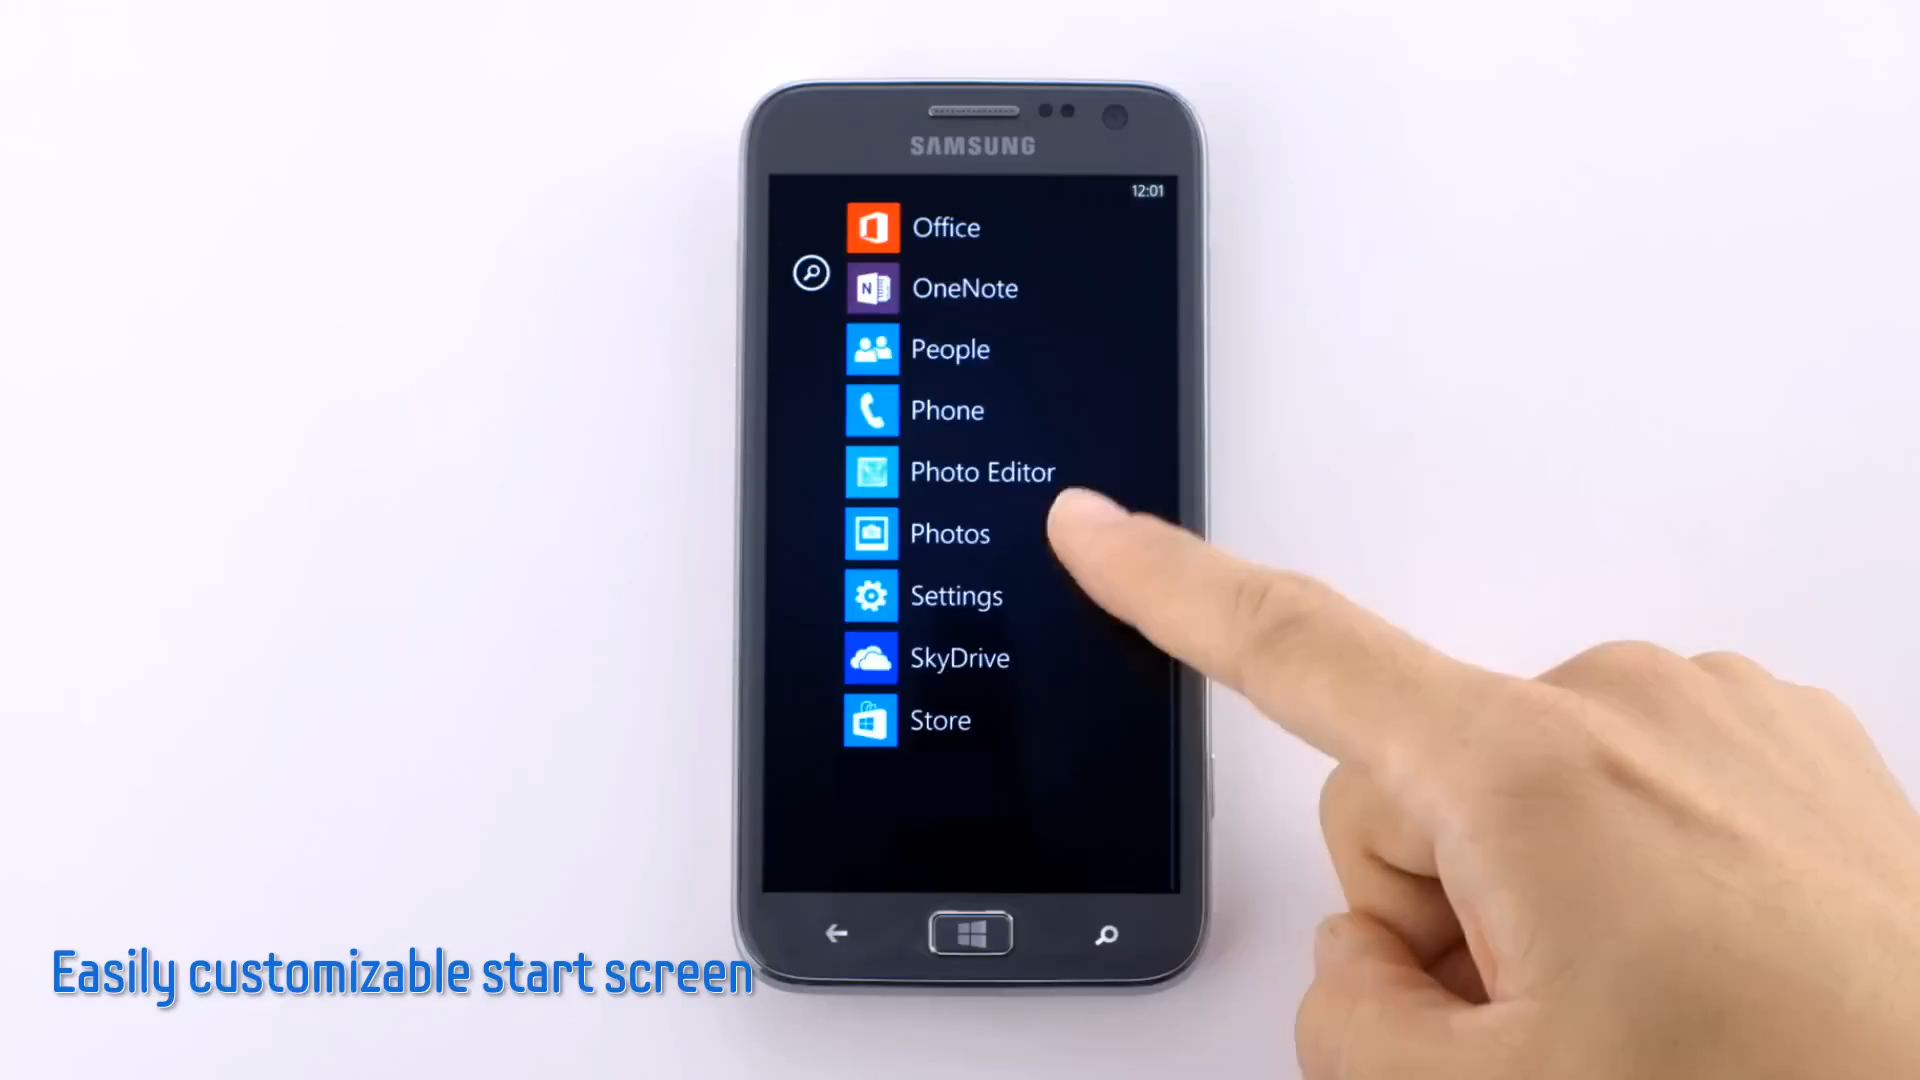 SAMSUNG
12:01
Office
OneNote
People
Phone
Photo Editor
Photos
Settings
SkyDrive
Store
Easily customizable start screen